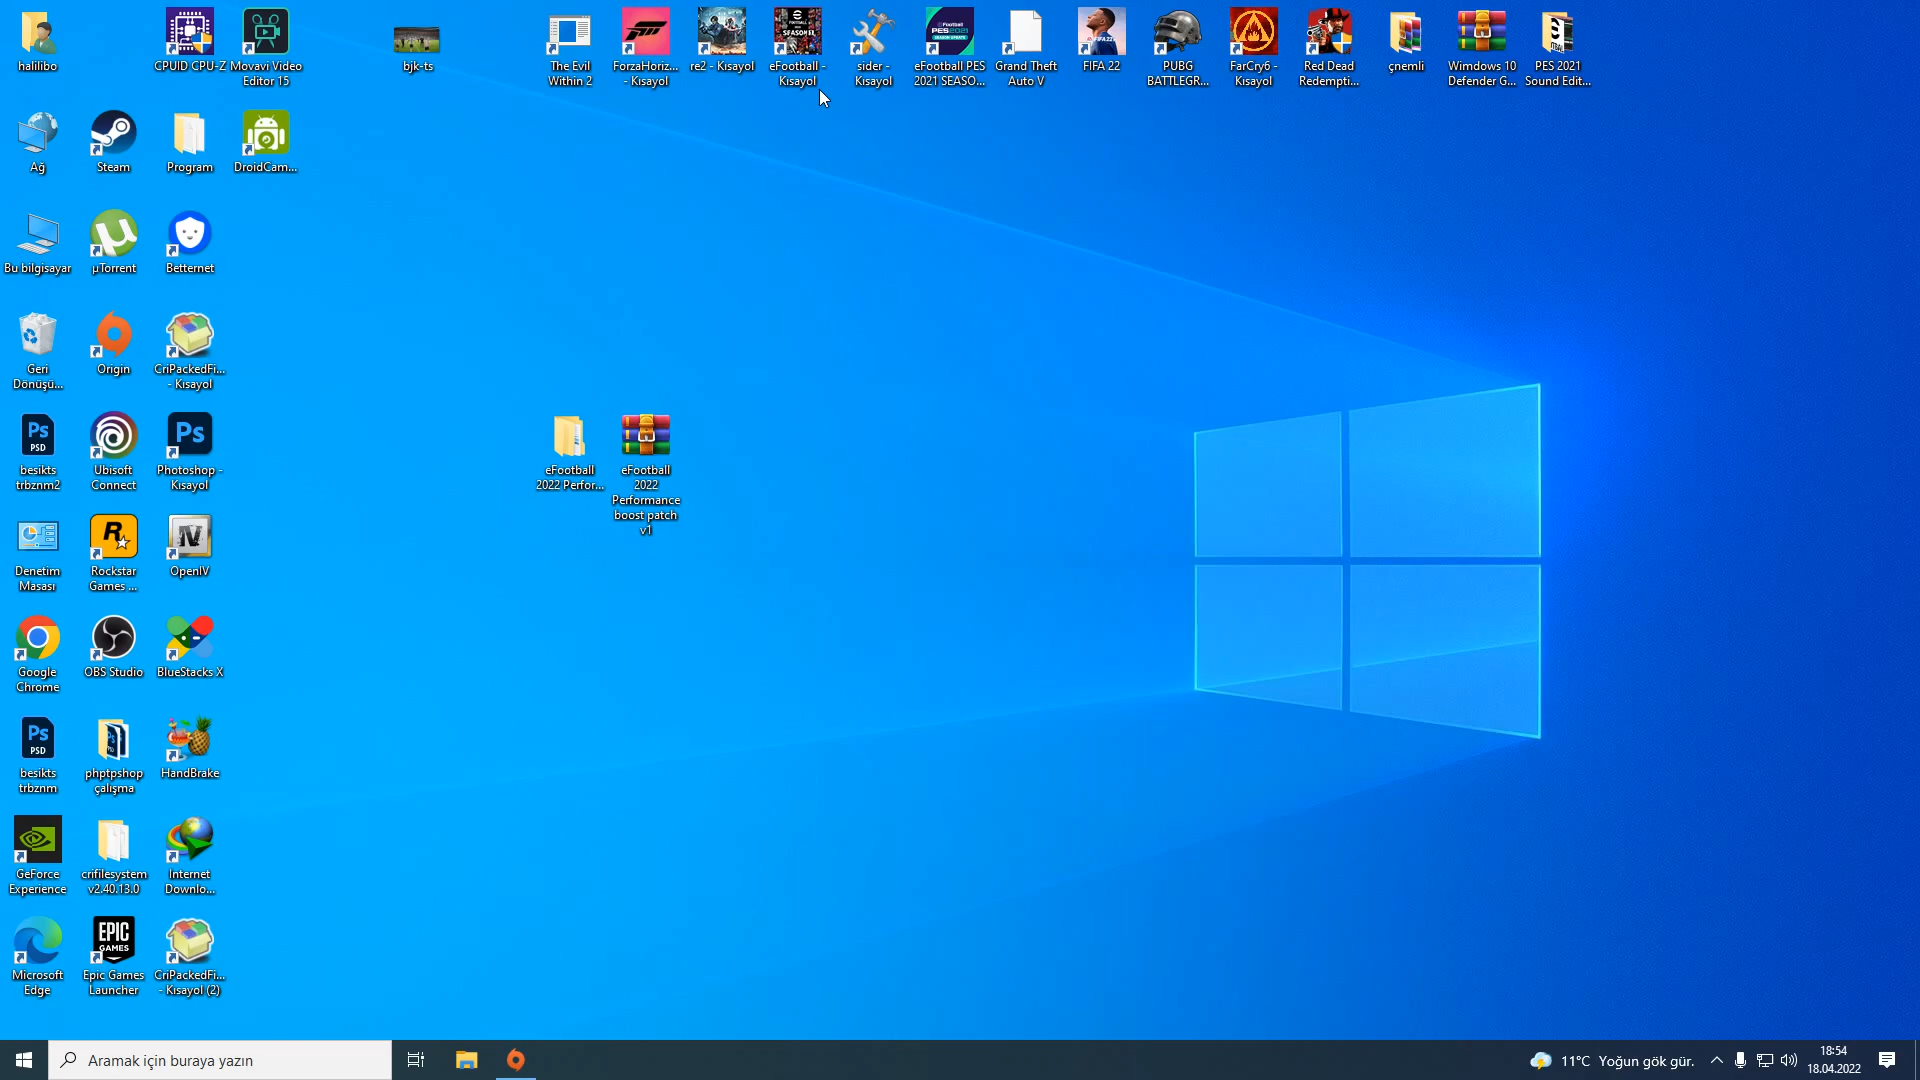 halilibo
CPUID CPU-Z
Movavi Video
Editor 15
bjk-ts
The Evil
Within 2
ForzaHoriz...
- Kısayol
re2 - Kısayol
eFootball -
Kısayol
sider -
Kısayol
eFootball PES
2021 SEASO...
Grand Theft
Auto V
FIFA 22
PUBG
BATTLEGR...
FarCry6 -
Kısayol
Red Dead
Redempti...
çnemli
Wimdows 10
Defender G...
PES 2021
Sound Edit...
Ağ
Steam
Program
DroidCam...
Bu bilgisayar
µTorrent
Betternet
Geri
Dönüşü...
Origin
CriPackedFi...
- Kısayol
besikts
trbznm2
Ubisoft
Connect
Photoshop -
Kısayol
eFootball
2022 Perfor...
eFootball
2022
Performance
boost patch
v1
Denetim
Masası
Rockstar
Games ...
OpenIV
Google
Chrome
OBS Studio
BlueStacks X
besikts
trbznm
phptpshop
çalışma
HandBrake
GeForce
Experience
crifilesystem
v2.40.13.0
Internet
Downlo...
Microsoft
Edge
Epic Games
Launcher
CriPackedFi...
- Kısayol (2)
Aramak için buraya yazın
11°C Yoğun gök gür.
18:54
18.04.2022